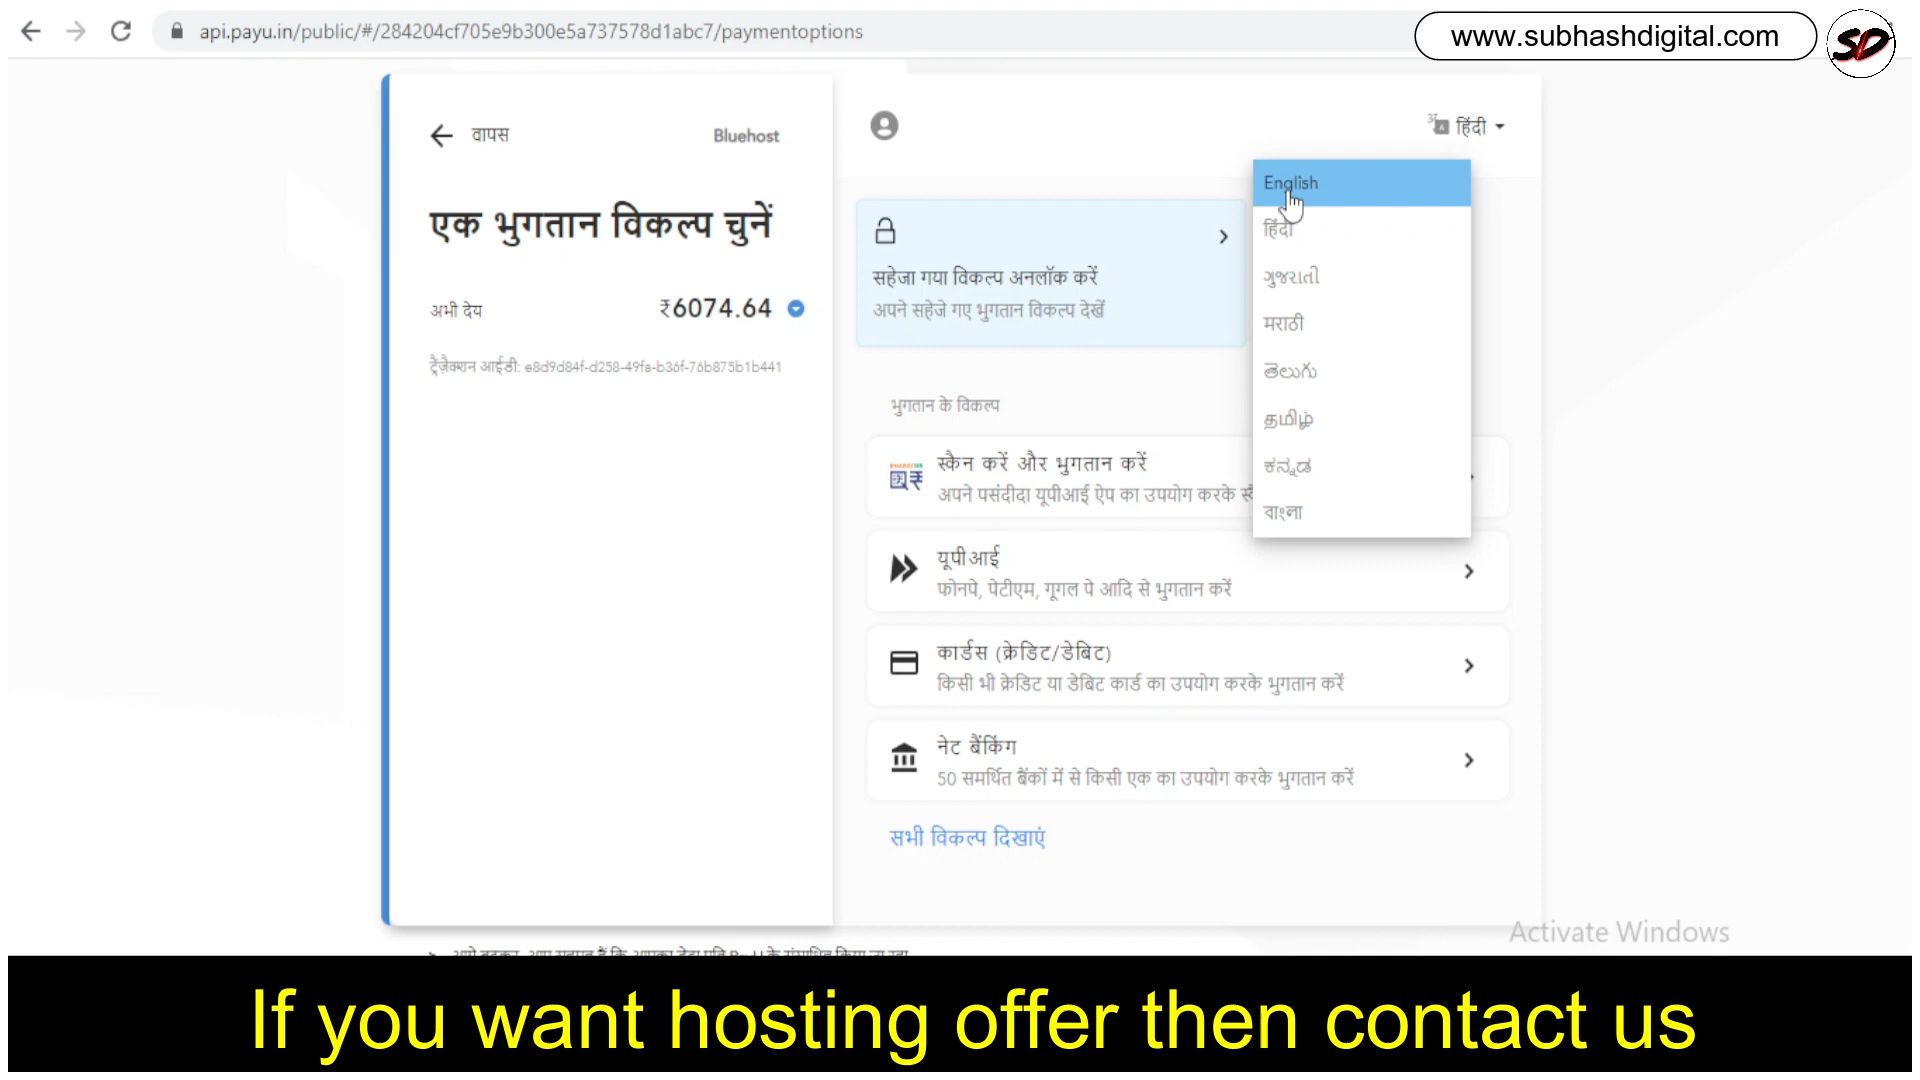 api.payu.in/public/#/284204cf705e9b300e5a737578d1abc7/paymentoptions
www.subhashdigital.com
SD
वापस
Bluehost
हिंदी
एक भुगतान विकल्प चुनें
अभी देय
₹6074.64
ट्रैंज़ैक्शन आईडी: e8d9d84f-d258-49fa-b36f-76b875b1b441
सहेजा गया विकल्प अनलॉक करें
अपने सहेजे गए भुगतान विकल्प देखें
English
हिंदी
ગુજરાતી
मराठी
తెలుగు
தமிழ்
ಕನ್ನಡ
বাংলা
भुगतान के विकल्प
स्कैन करें और भुगतान करें
अपने पसंदीदा यूपीआई ऐप का उपयोग करके
यूपीआई
फोनपे, पेटीएम, गूगल पे आदि से भुगतान करें
कार्डस (क्रेडिट/डेबिट)
किसी भी क्रेडिट या डेबिट कार्ड का उपयोग करके भुगतान करें
नेट बैंकिंग
50 समर्थित बैंकों में से किसी एक का उपयोग करके भुगतान करें
सभी विकल्प दिखाएं
Activate Windows
If you want hosting offer then contact us